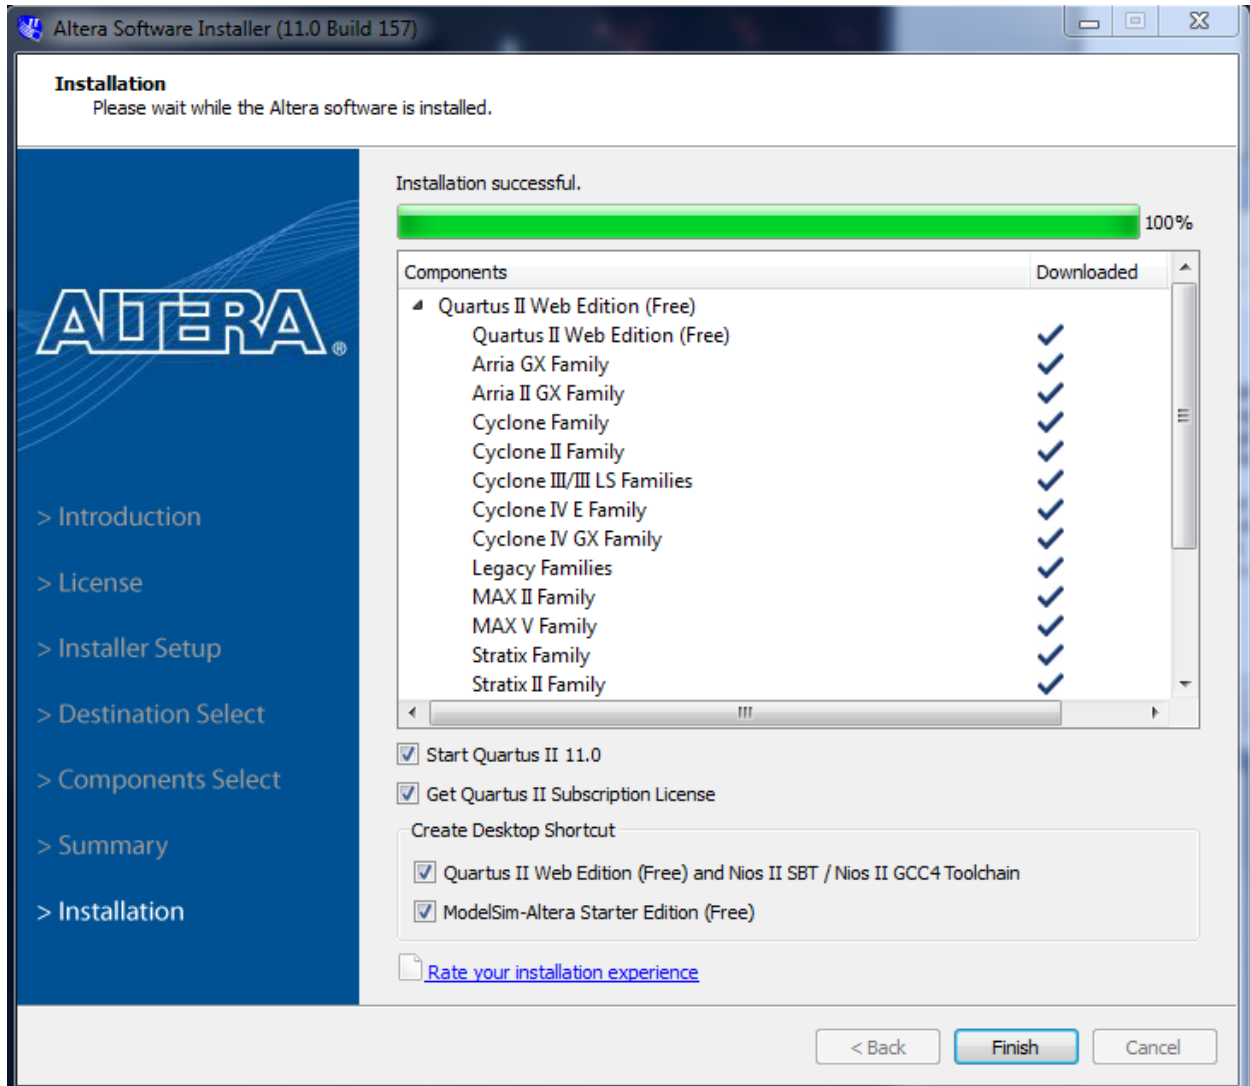 Altera Software Installer (11.0 Build 157)
Installation
Please wait while the Altera software is installed.
ALTERA®
> Introduction
> License
> Installer Setup
> Destination Select
> Components Select
> Summary
> Installation
Installation successful.
100%
Components Downloaded
Quartus II Web Edition (Free)
Quartus II Web Edition (Free)
Arria GX Family
Arria II GX Family
Cyclone Family
Cyclone II Family
Cyclone III/III LS Families
Cyclone IV E Family
Cyclone IV GX Family
Legacy Families
MAX II Family
MAX V Family
Stratix Family
Stratix II Family
Start Quartus II 11.0
Get Quartus II Subscription License
Create Desktop Shortcut
Quartus II Web Edition (Free) and Nios II SBT / Nios II GCC4 Toolchain
ModelSim-Altera Starter Edition (Free)
Rate your installation experience
< Back Finish Cancel